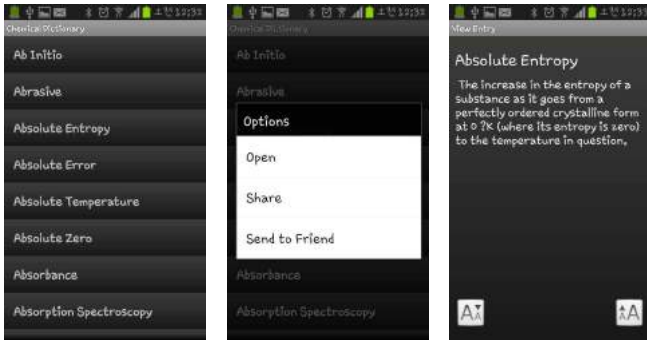 Chemical Dictionary
Ab Initio
Abrasive
Absolute Entropy
Absolute Error
Absolute Temperature
Absolute Zero
Absorbance
Absorption Spectroscopy
Chemical Dictionary
Ab Initio
Abrasive
Options
Open
Share
Send to Friend
Absorbance
Absorption Spectroscopy
View Entry
Absolute Entropy
The increase in the entropy of a
substance as it goes from a
perfectly ordered crystalline form
at 0 ?K (where its entropy is zero)
to the temperature in question.
A
A